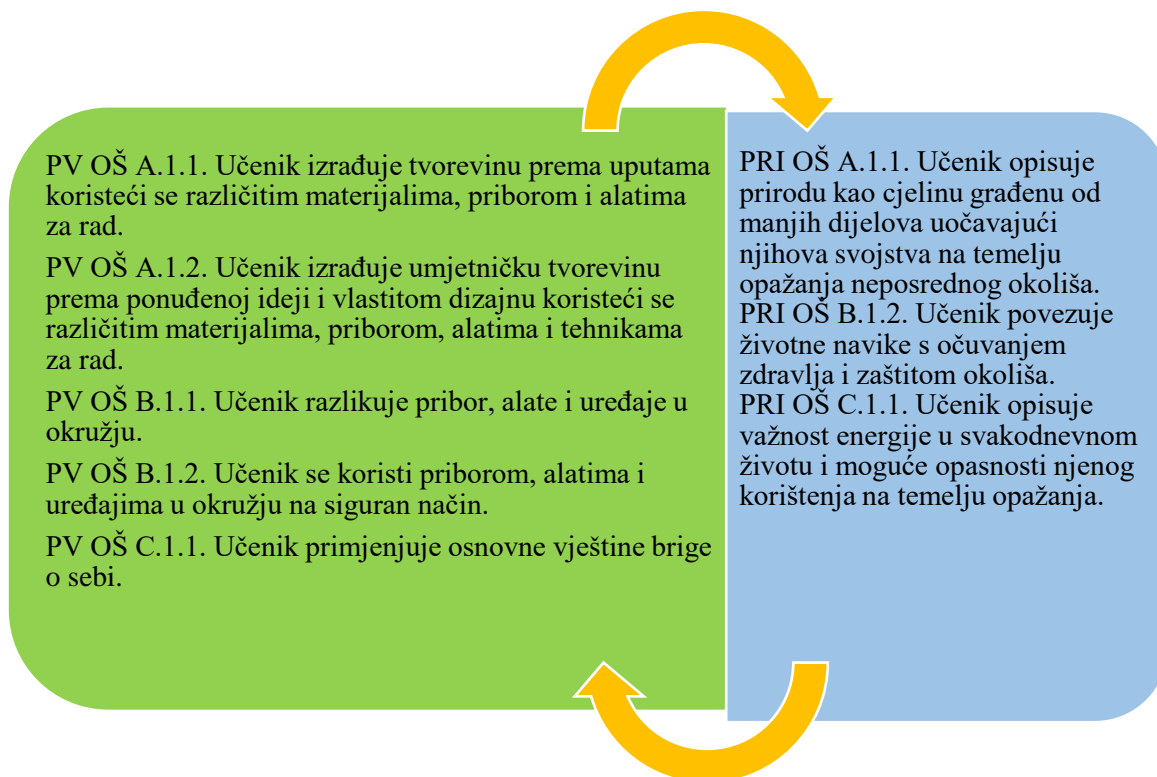 PV OŠ A.1.1. Učenik izrađuje tvorevinu prema uputama
koristeći se različitim materijalima, priborom i alatima
za rad.
PV OŠ A.1.2. Učenik izrađuje umjetničku tvorevinu
prema ponuđenoj ideji i vlastitom dizajnu koristeći se
različitim materijalima, priborom, alatima i tehnikama
za rad.
PV OŠ B.1.1. Učenik razlikuje pribor, alate i uređaje u
okružju.
PV OŠ B.1.2. Učenik se koristi priborom, alatima i
uređajima u okružju na siguran način.
PV OŠ C.1.1. Učenik primjenjuje osnovne vještine brige
o sebi.
PRI OŠ A.1.1. Učenik opisuje
prirodu kao cjelinu građenu od
manjih dijelova uočavajući
njihova svojstva na temelju
opažanja neposrednog okoliša.
PRI OŠ B.1.2. Učenik povezuje
životne navike s očuvanjem
zdravlja i zaštitom okoliša.
PRI OŠ C.1.1. Učenik opisuje
važnost energije u svakodnevnom
životu i moguće opasnosti njenog
korištenja na temelju opažanja.